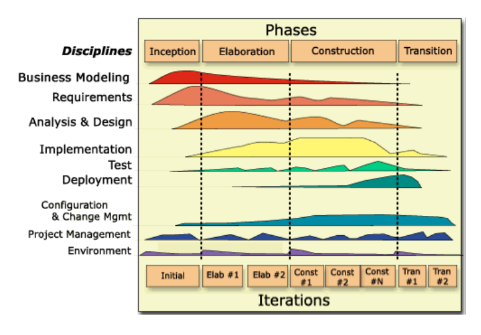 Phases
Disciplines
Inception
Elaboration
Construction
Transition
Business Modeling
Requirements
Analysis & Design
Implementation
Test
Deployment
Configuration
& Change Mgmt
Project Management
Environment
Initial
Elab #1
Elab #2
Const
#1
Const
#2
Const
#N
Tran
#1
Tran
#2
Iterations